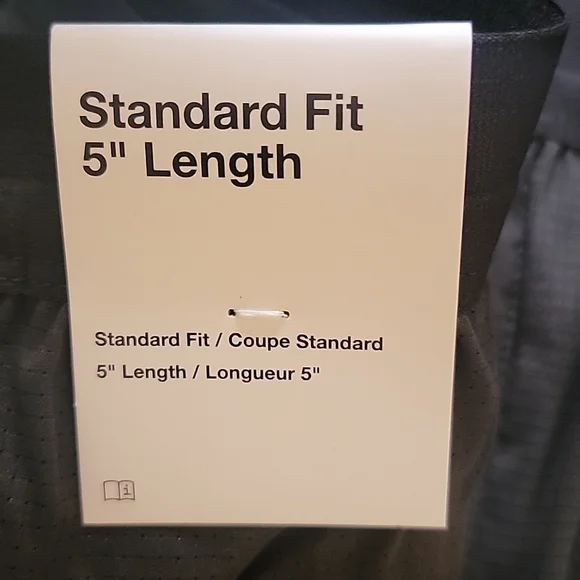 Standard Fit
5" Length
Standard Fit / Coupe Standard
5" Length / Longueur 5"
i